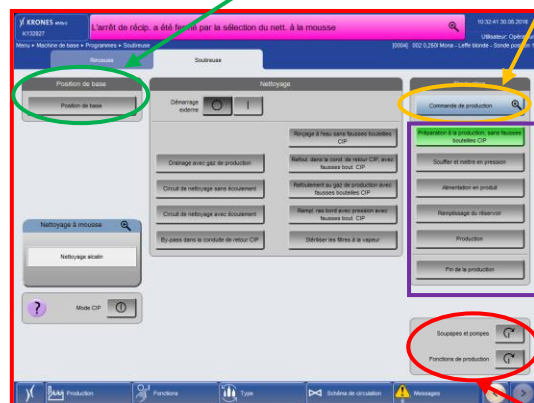 KRONES
K132827
L'arrêt de récip. a été fermé par la sélection du nett. à la mousse
10:32:41 30.08.2018
Utilisateur: Opérateur
Menu » Machine de base » Programmes » Soutireuse
[0004] 002 0,250l Mona - Leffe blonde - Sonde position
Rinceuse
Soutireuse
Position de base
Position de base
Nettoyage
Démarrage externe
Rinçage à l'eau sans fausses bouteilles CIP
Drainage avec gaz de production
Refoul. dans la cond. de retour CIP, avec fausses bout. CIP
Circuit de nettoyage sans écoulement
Refoulement au gaz de production avec fausses bouteilles CIP
Circuit de nettoyage avec écoulement
Rempl. ras bord avec pression avec fausses bout. CIP
By-pass dans la conduite de retour CIP
Stériliser les filtres à la vapeur
Production
Commande de production
Préparation à la production, sans fausses bouteilles CIP
Souffler et mettre en pression
Alimentation en produit
Remplissage du réservoir
Production
Fin de la production
Nettoyage à mousse
Nettoyage alcalin
?
Mode CIP
Soupapes et pompes
Fonctions de production
Production
Fonctions
Type
Schéma de circulation
Messages